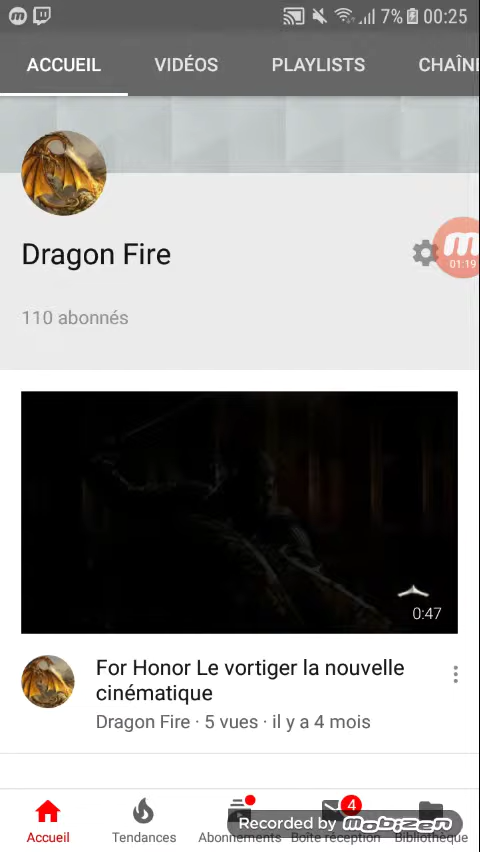 7% 00:25
ACCUEIL VIDÉOS PLAYLISTS CHAÎN
Dragon Fire
01:19
110 abonnés
0:47
For Honor Le vortiger la nouvelle
cinématique
Dragon Fire · 5 vues · il y a 4 mois
4
Recorded by mobizen
Accueil Tendances Abonnements Boîte réception Bibliothèque